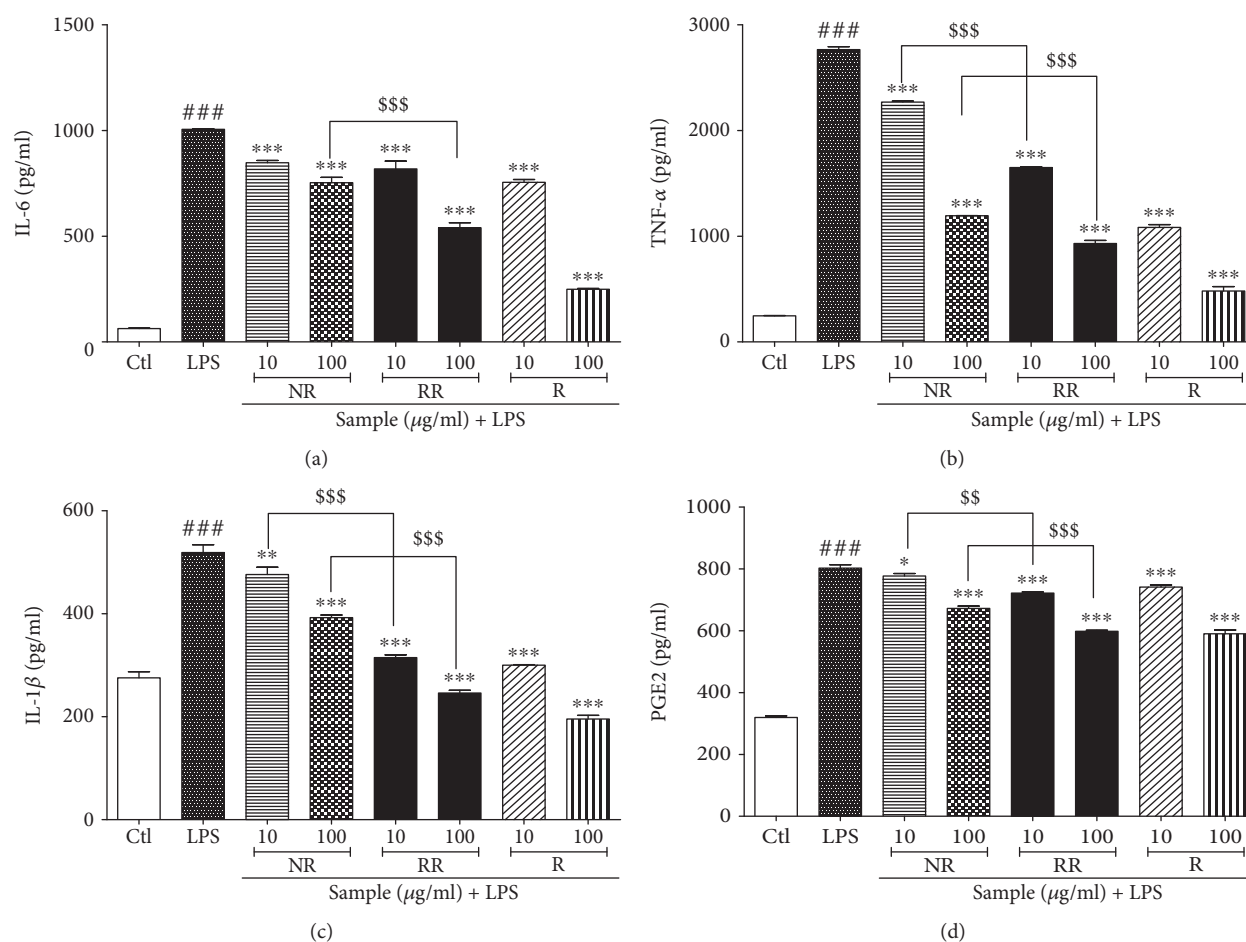 1500
1000
500
0
IL-6 (pg/ml)
###
***
***
$$$
***
***
***
***
Ctl LPS 10 100 10 100 10 100
NR RR R
Sample (μg/ml) + LPS
(a)
3000
2000
1000
0
TNF-α (pg/ml)
###
$$$
$$$
***
***
***
***
***
***
Ctl LPS 10 100 10 100 10 100
NR RR R
Sample (μg/ml) + LPS
(b)
600
400
200
0
IL-1β (pg/ml)
###
$$$
$$$
**
***
***
***
***
***
Ctl LPS 10 100 10 100 10 100
NR RR R
Sample (μg/ml) + LPS
(c)
1000
800
600
400
200
0
PGE2 (pg/ml)
###
$$
$$$
*
***
***
***
***
***
Ctl LPS 10 100 10 100 10 100
NR RR R
Sample (μg/ml) + LPS
(d)